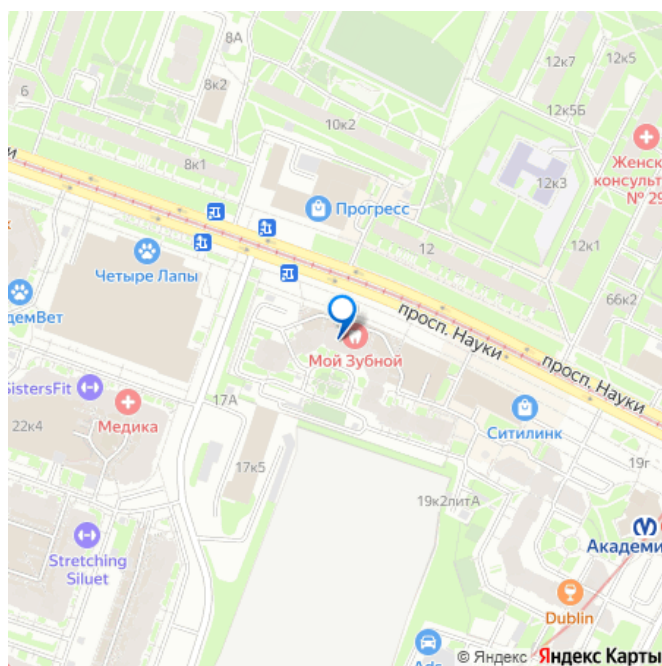 8А
12к7
12к5
8к2
6
12к5Б
10к2
Женск
консульт
№ 29
и
8к1
12к3
Прогресс
12
12к1
Четыре Лапы
66к2
демВет
просп. Науки
просп. Науки
Мой Зубной
SistersFit
17А
Медика
Ситилинк
22к4
17к5
19г
19к2литА
Академи
Stretching
Siluet
Dublin
© Яндекс Яндекс Карты